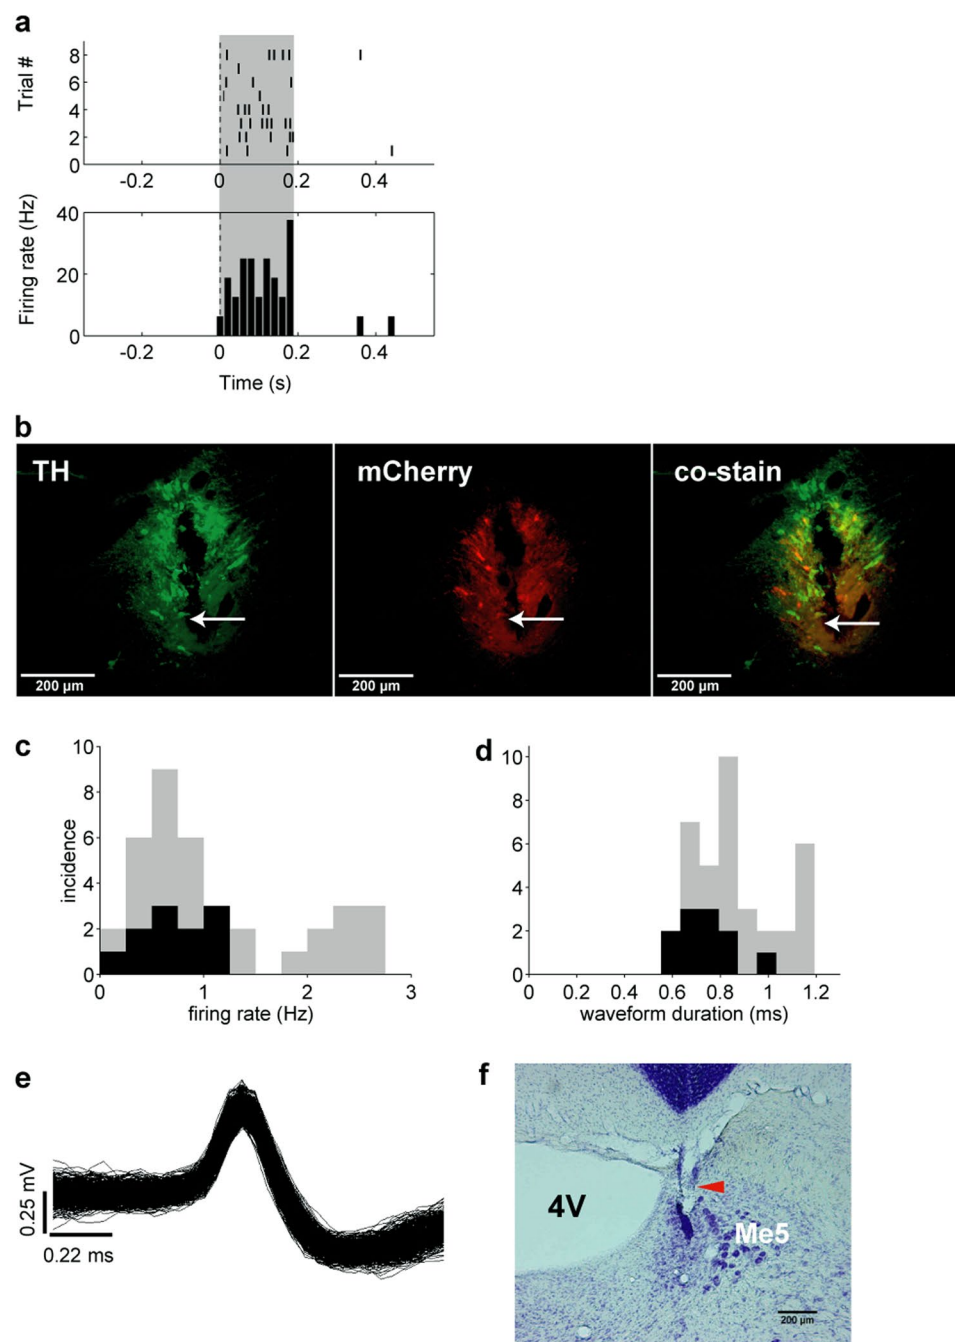 a
Trial #
8
6
4
2
0
-0.2 0 0.2 0.4
Firing rate (Hz)
40
20
0
-0.2 0 0.2 0.4
Time (s)
b
TH mCherry co-stain
200 µm 200 µm 200 µm
c
incidence
10
8
6
4
2
0
0 1 2 3
firing rate (Hz)
d
10
8
6
4
2
0
0 0.2 0.4 0.6 0.8 1 1.2
waveform duration (ms)
e
0.25 mV
0.22 ms
f
4V
Me5
200 µm